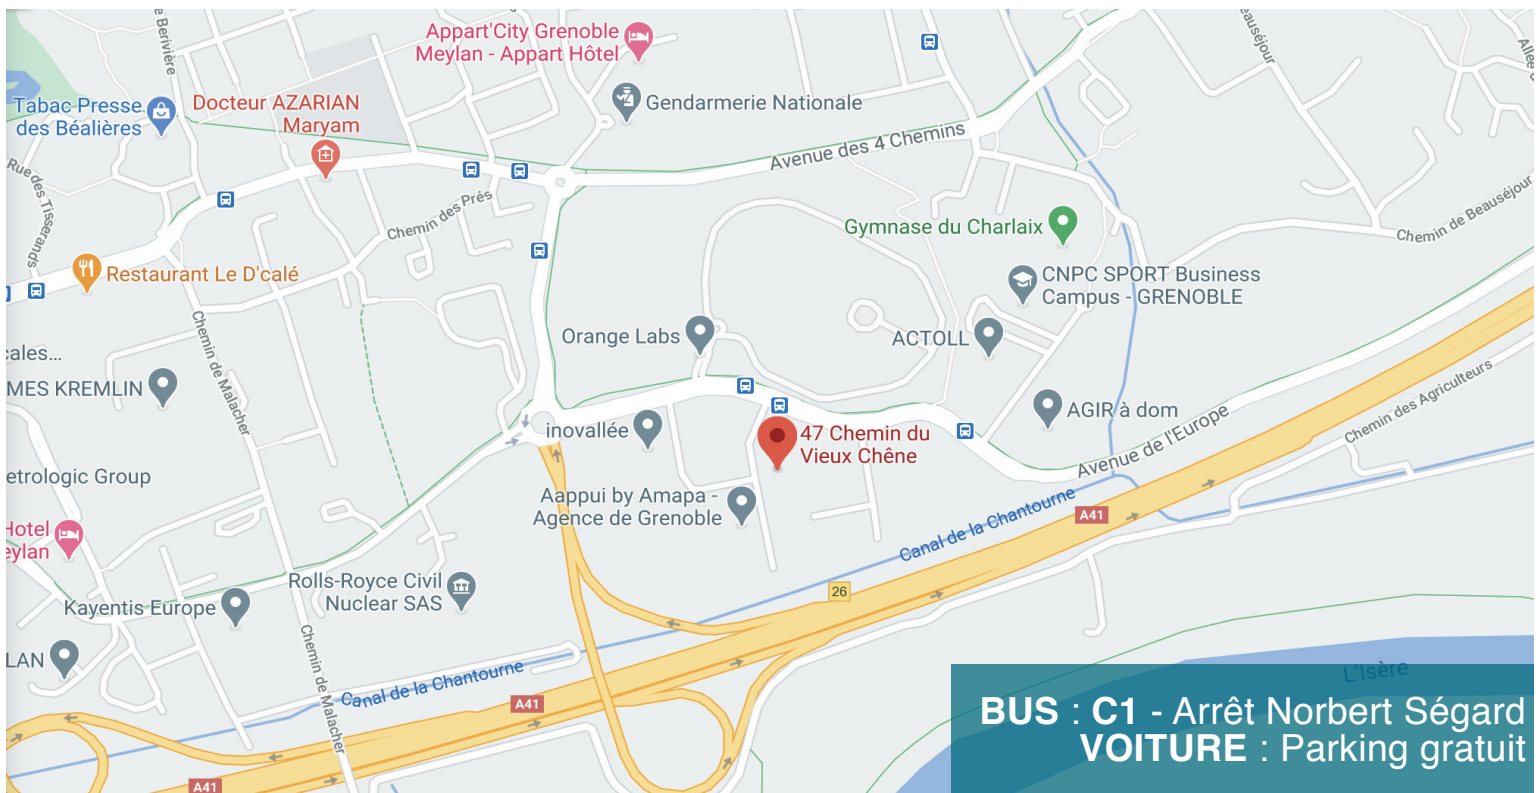 e Berivière
Appart'City Grenoble
Meylan - Appart Hôtel
Beauséjour
Allée
Tabac Presse
des Béalières
Docteur AZARIAN
Maryam
Gendarmerie Nationale
Avenue des 4 Chemins
Rue des Tisserands
Chemin des Prés
Gymnase du Charlaix
Chemin de Beauséjour
Restaurant Le D'calé
CNPC SPORT Business
Campus - GRENOBLE
Orange Labs
ACTOLL
cales...
MES KREMLIN
Chemin de Malacher
inovallée
47 Chemin du
Vieux Chêne
AGIR à dom
Chemin des Agriculteurs
Avenue de l'Europe
etrologic Group
Aappui by Amapa -
Agence de Grenoble
Canal de la Chantourne
A41
Hotel
eylan
Rolls-Royce Civil
Nuclear SAS
26
Kayentis Europe
LAN
Chemin de Malacher
Canal de la Chantourne
A41
L'Isère
A41
BUS : C1 - Arrêt Norbert Ségard
VOITURE : Parking gratuit